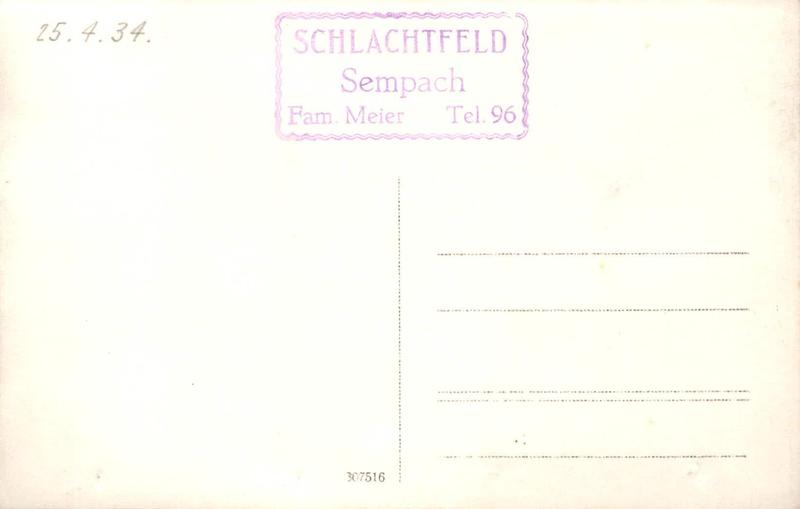 25. 4. 34.
SCHLACHTFELD
Sempach
Fam. Meier Tel. 96
307516